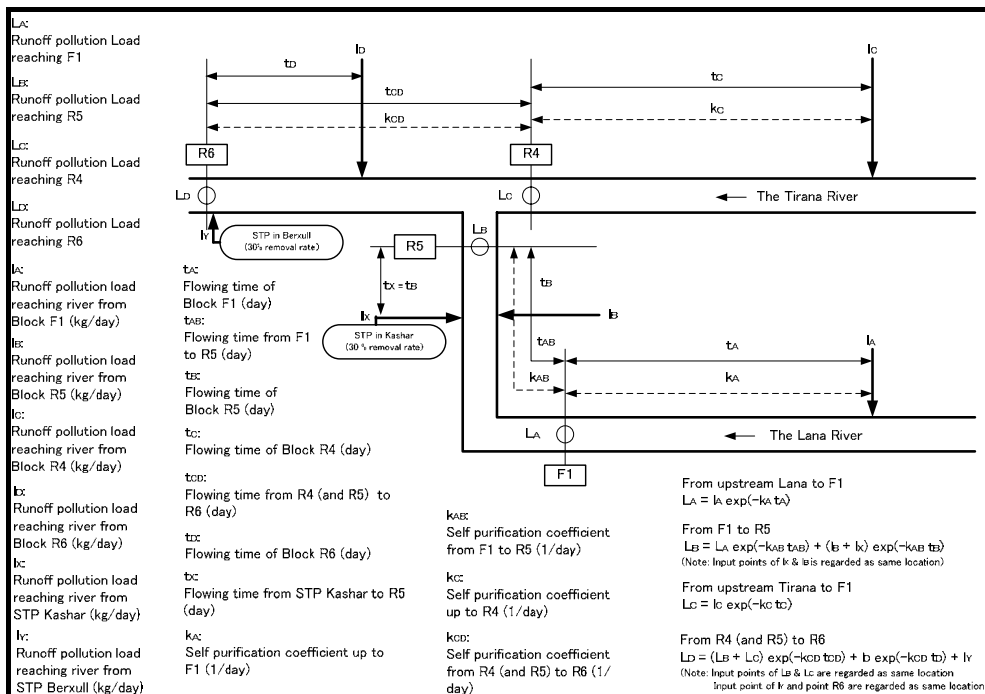 LA:
Runoff pollution Load
reaching F1
LB:
Runoff pollution Load
reaching R5
LC:
Runoff pollution Load
reaching R4
LD:
Runoff pollution Load
reaching R6
IA:
Runoff pollution load
reaching river from
Block F1 (kg/day)
IB:
Runoff pollution load
reaching river from
Block R5 (kg/day)
IC:
Runoff pollution load
reaching river from
Block R4 (kg/day)
ID:
Runoff pollution load
reaching river from
Block R6 (kg/day)
IX:
Runoff pollution load
reaching river from
STP Kashar (kg/day)
IY:
Runoff pollution load
reaching river from
STP Berxull (kg/day)
tA:
Flowing time of
Block F1 (day)
tAB:
Flowing time from F1
to R5 (day)
tB:
Flowing time of
Block R5 (day)
tC:
Flowing time of Block R4 (day)
tCD:
Flowing time from R4 (and R5) to
R6 (day)
tD:
Flowing time of Block R6 (day)
tX:
Flowing time from STP Kashar to R5
(day)
kA:
Self purification coefficient up to
F1 (1/day)
kAB:
Self purification coefficient
from F1 to R5 (1/day)
kC:
Self purification coefficient
up to R4 (1/day)
kCD:
Self purification coefficient
from R4 (and R5) to R6 (1/
day)
ID
IC
tD
tC
tCD
kCD
kC
R6
R4
LD
LC
The Tirana River
IY
STP in Berxull
(30% removal rate)
R5
LB
tX = tB
tB
IX
IB
STP in Kashar
(30 % removal rate)
tAB
tA
IA
kAB
kA
LA
The Lana River
F1
From upstream Lana to F1
LA = IA exp(-kA tA)
From F1 to R5
LB = LA exp(-kAB tAB) + (IB + IX) exp(-kAB tB)
(Note: Input points of IX & IB is regarded as same location)
From upstream Tirana to F1
LC = IC exp(-kC tC)
From R4 (and R5) to R6
LD = (LB + LC) exp(-kCD tCD) + ID exp(-kCD tD) + IY
(Note: Input points of LB & LC are regarded as same location
Input point of IY and point R6 are regarded as same location